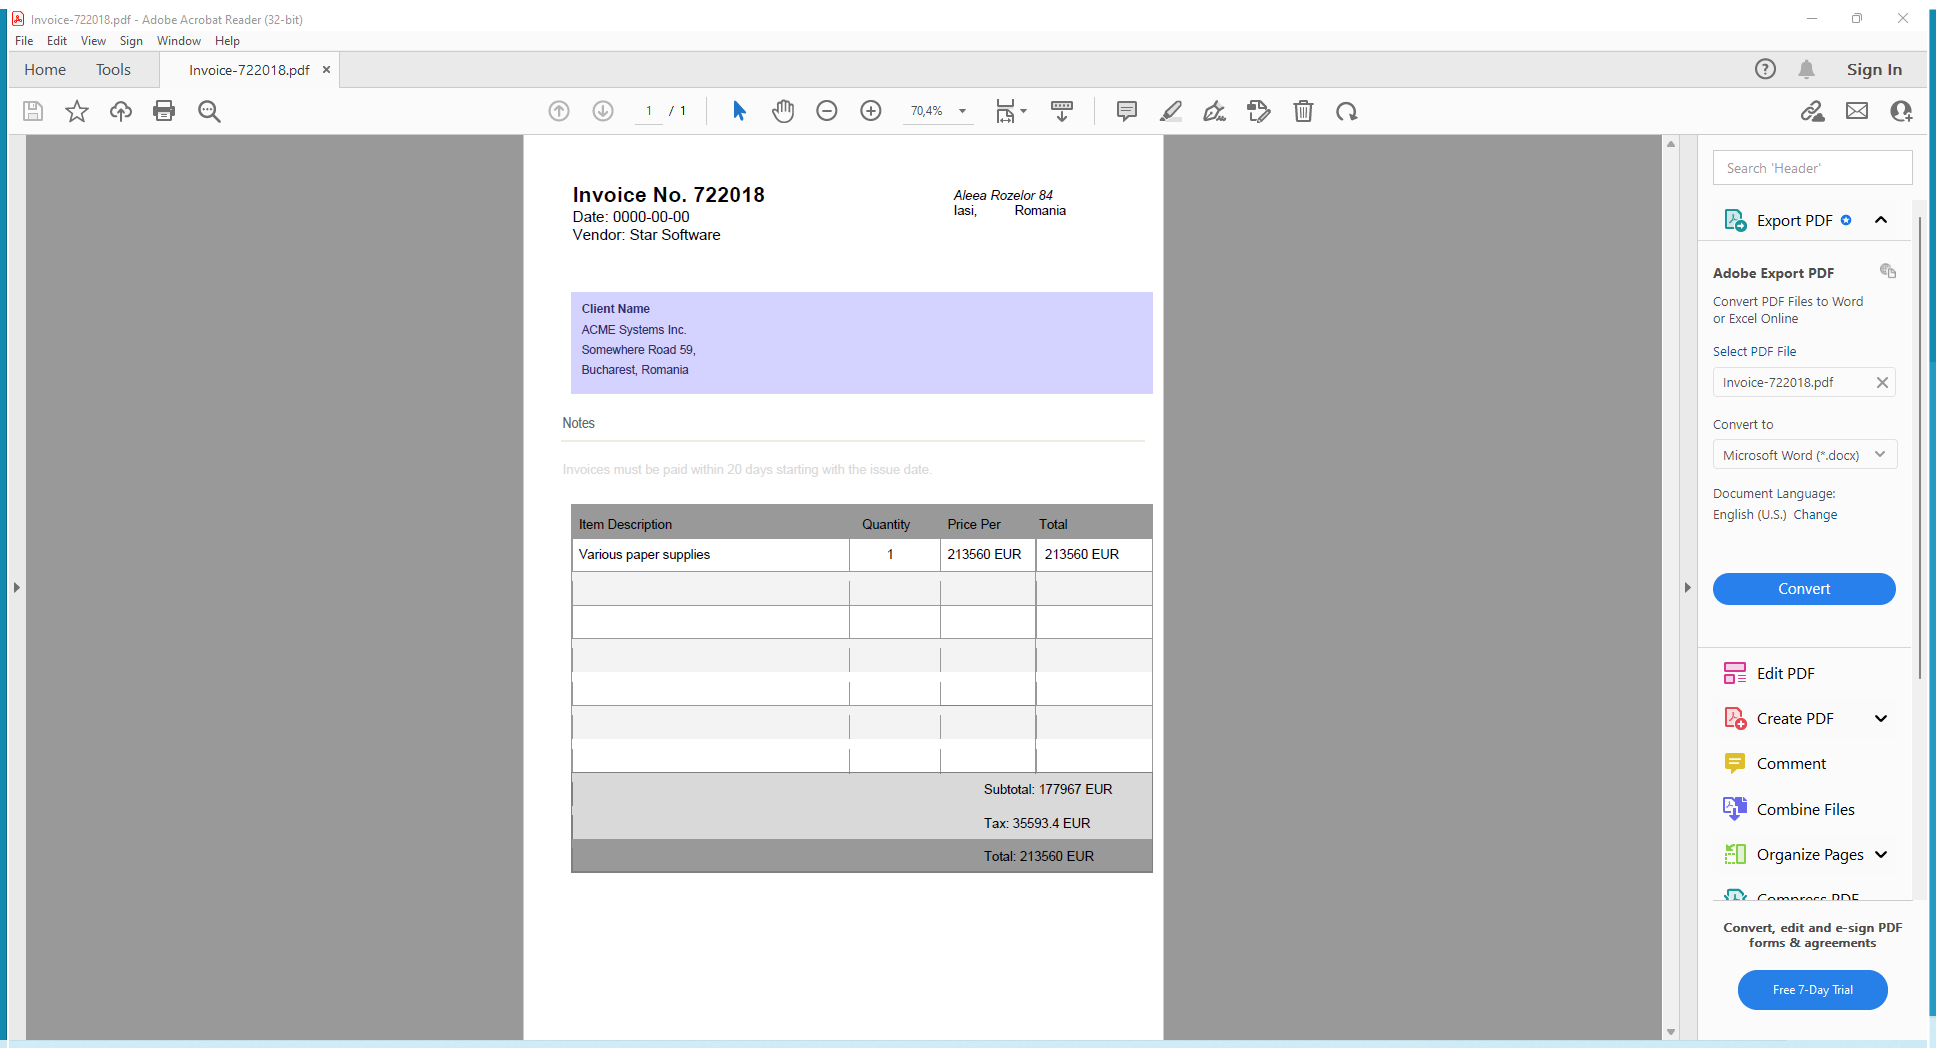 Invoice-722018.pdf - Adobe Acrobat Reader (32-bit)
File Edit View Sign Window Help
Home Tools Invoice-722018.pdf × Sign In
1 / 1 70,4%
Invoice No. 722018
Date: 0000-00-00
Vendor: Star Software
Aleea Rozelor 84
Iasi, Romania
Client Name
ACME Systems Inc.
Somewhere Road 59,
Bucharest, Romania
Notes
Invoices must be paid within 20 days starting with the issue date.
Item Description Quantity Price Per Total
Various paper supplies 1 213560 EUR 213560 EUR
Subtotal: 177967 EUR
Tax: 35593.4 EUR
Total: 213560 EUR
Search 'Header'
Export PDF
Adobe Export PDF
Convert PDF Files to Word
or Excel Online
Select PDF File
Invoice-722018.pdf
Convert to
Microsoft Word (*.docx)
Document Language:
English (U.S.) Change
Convert
Edit PDF
Create PDF
Comment
Combine Files
Organize Pages
Compress PDF
Convert, edit and e-sign PDF
forms & agreements
Free 7-Day Trial